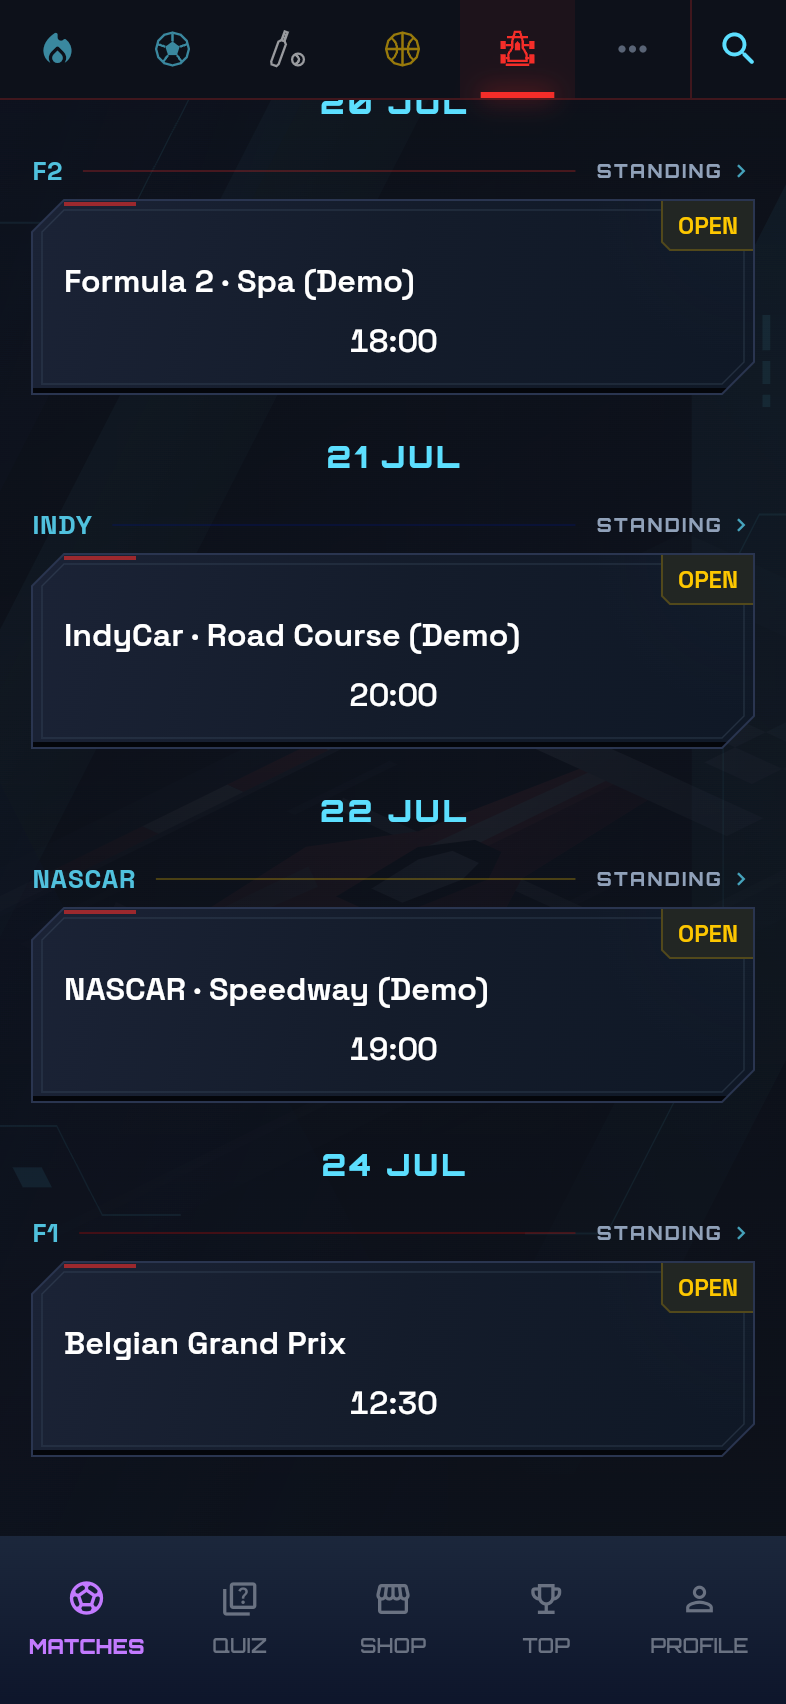 20 JUL
F2
STANDING
OPEN
Formula 2 · Spa (Demo)
18:00
21 JUL
INDY
STANDING
OPEN
IndyCar · Road Course (Demo)
20:00
22 JUL
NASCAR
STANDING
OPEN
NASCAR · Speedway (Demo)
19:00
24 JUL
F1
STANDING
OPEN
Belgian Grand Prix
12:30
MATCHES
QUIZ
SHOP
TOP
PROFILE